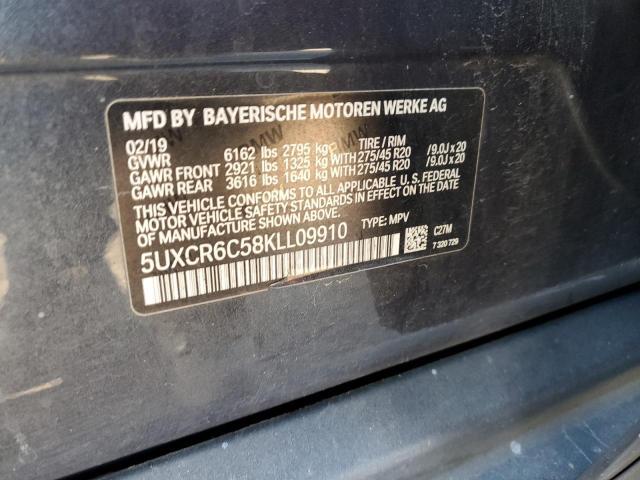 MFD BY BAYERISCHE MOTOREN WERKE AG
02/19 TIRE / RIM
GVWR 6162 lbs 2795 kg
GAWR FRONT 2921 lbs 1325 kg WITH 275/45 R20 /9.0J x 20
GAWR REAR 3616 lbs 1640 kg WITH 275/45 R20 /9.0J x 20
THIS VEHICLE CONFORMS TO ALL APPLICABLE U.S. FEDERAL
MOTOR VEHICLE SAFETY STANDARDS IN EFFECT ON THE DATE
OF MANUFACTURE SHOWN ABOVE.
5UXCR6C58KLL09910 TYPE: MPV
C27M
7 320 729